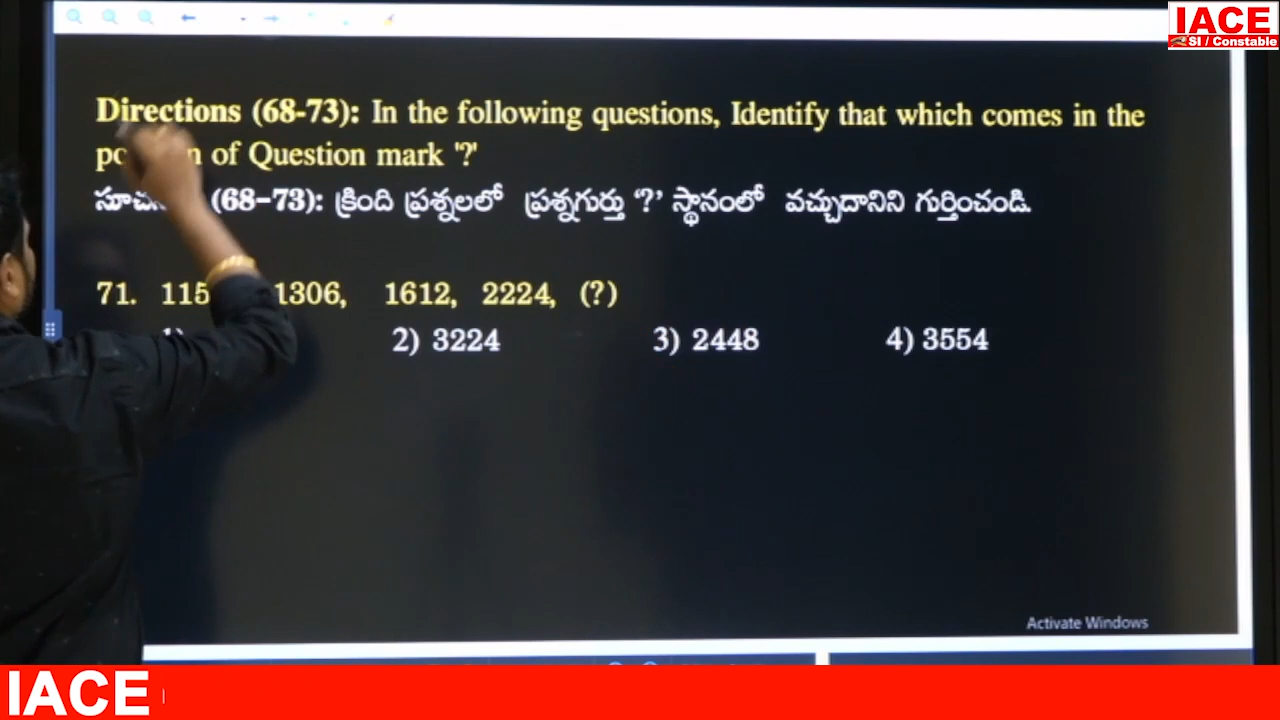 IACE
SI / Constable
Directions (68-73): In the following questions, Identify that which comes in the
of Question mark '?'
(68-73): క్రింది ప్రశ్నలలో ప్రశ్నగుర్తు '?' స్థానంలో వచ్చుదానిని గుర్తించండి.
71. 1306, 1612, 2224, (?)
2) 3224 3) 2448 4) 3554
Activate Windows
IACE